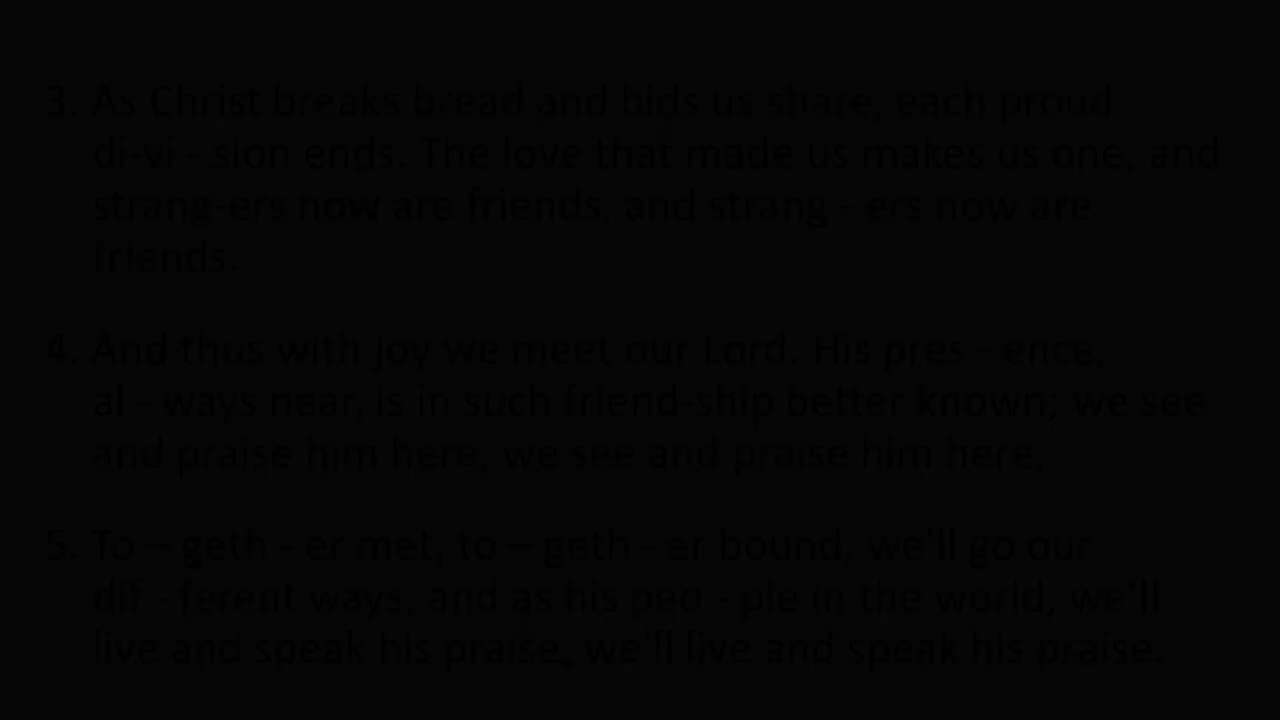 3. As Christ breaks bread and bids us share, each proud
di-vi - sion ends. The love that made us makes us one, and
strang-ers now are friends, and strang - ers now are
friends.
4. And thus with joy we meet our Lord. His pres - ence,
al - ways near, is in such friend-ship better known; we see
and praise him here, we see and praise him here.
5. To – geth - er met, to – geth - er bound, we'll go our
dif - ferent ways, and as his peo - ple in the world, we'll
live and speak his praise, we'll live and speak his praise.